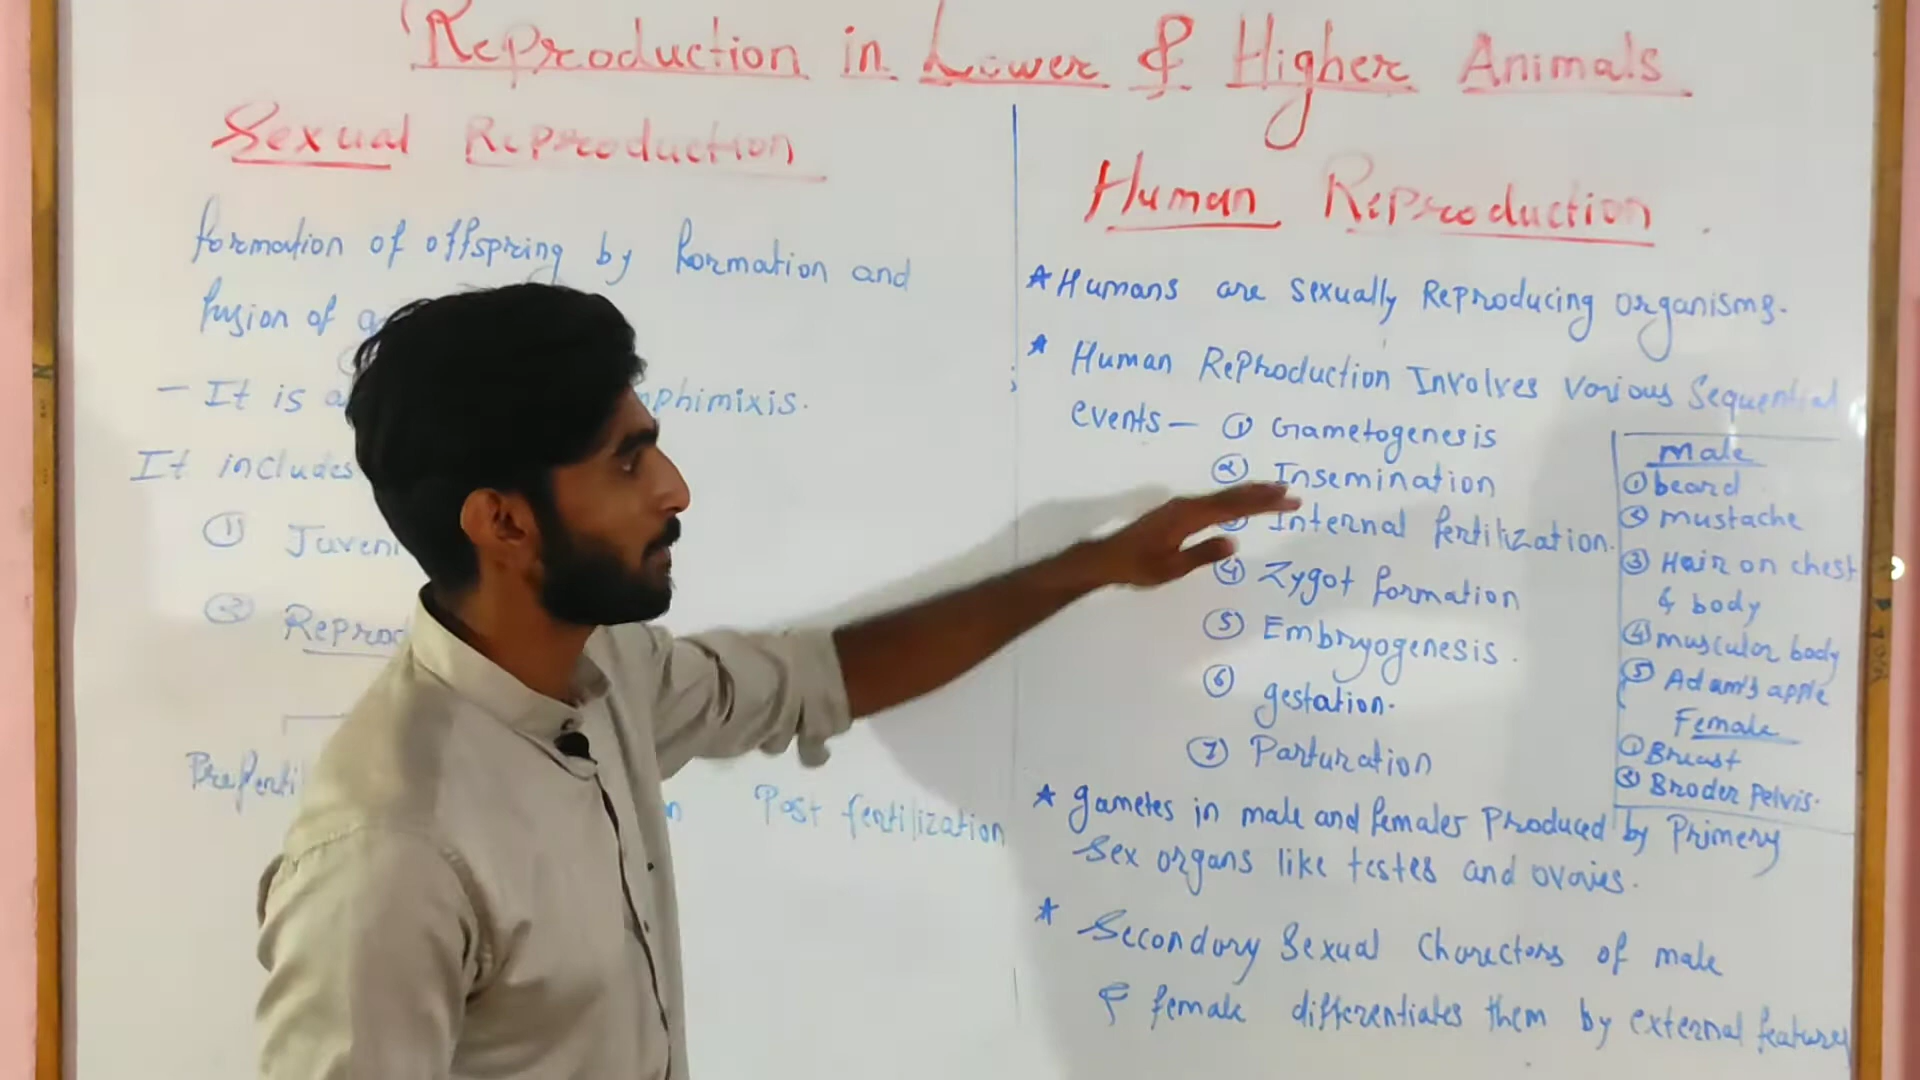 Reproduction in Lower & Higher Animals
Sexual Reproduction
formation of offspring by formation and
fusion of
- It is
It includes
①
② 
Post fertilization
Human Reproduction
* Humans are sexually Reproducing organisms.
* Human Reproduction Involves various Sequential
events - ① Gametogenesis
② Insemination
Internal fertilization.
④ Zygot formation
⑤ Embryogenesis.
⑥ gestation.
⑦ Parturation
Male
① beard
② mustache
③ Hair on chest
& body
④ muscular body
⑤ Adam's apple
Female
① Breast
② Broder Pelvis.
* gametes in male and females Produced by Primery
Sex organs like testes and ovaries.
* Secondary Sexual Charectors of male
& female differentiates them by external features